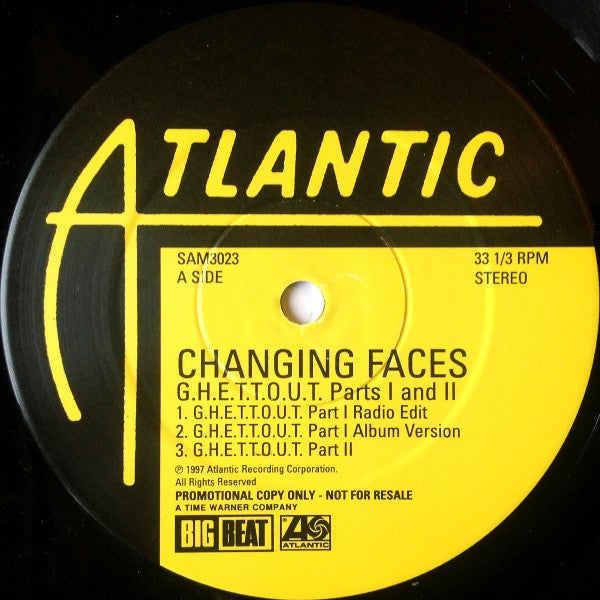 ATLANTIC
SAM3023 33 1/3 RPM
A SIDE STEREO
CHANGING FACES
G.H.E.T.T.O.U.T. Parts I and II
1. G.H.E.T.T.O.U.T. Part I Radio Edit
2. G.H.E.T.T.O.U.T. Part I Album Version
3. G.H.E.T.T.O.U.T. Part II
℗ 1997 Atlantic Recording Corporation.
All Rights Reserved
PROMOTIONAL COPY ONLY - NOT FOR RESALE
A TIME WARNER COMPANY
BIG BEAT ATLANTIC